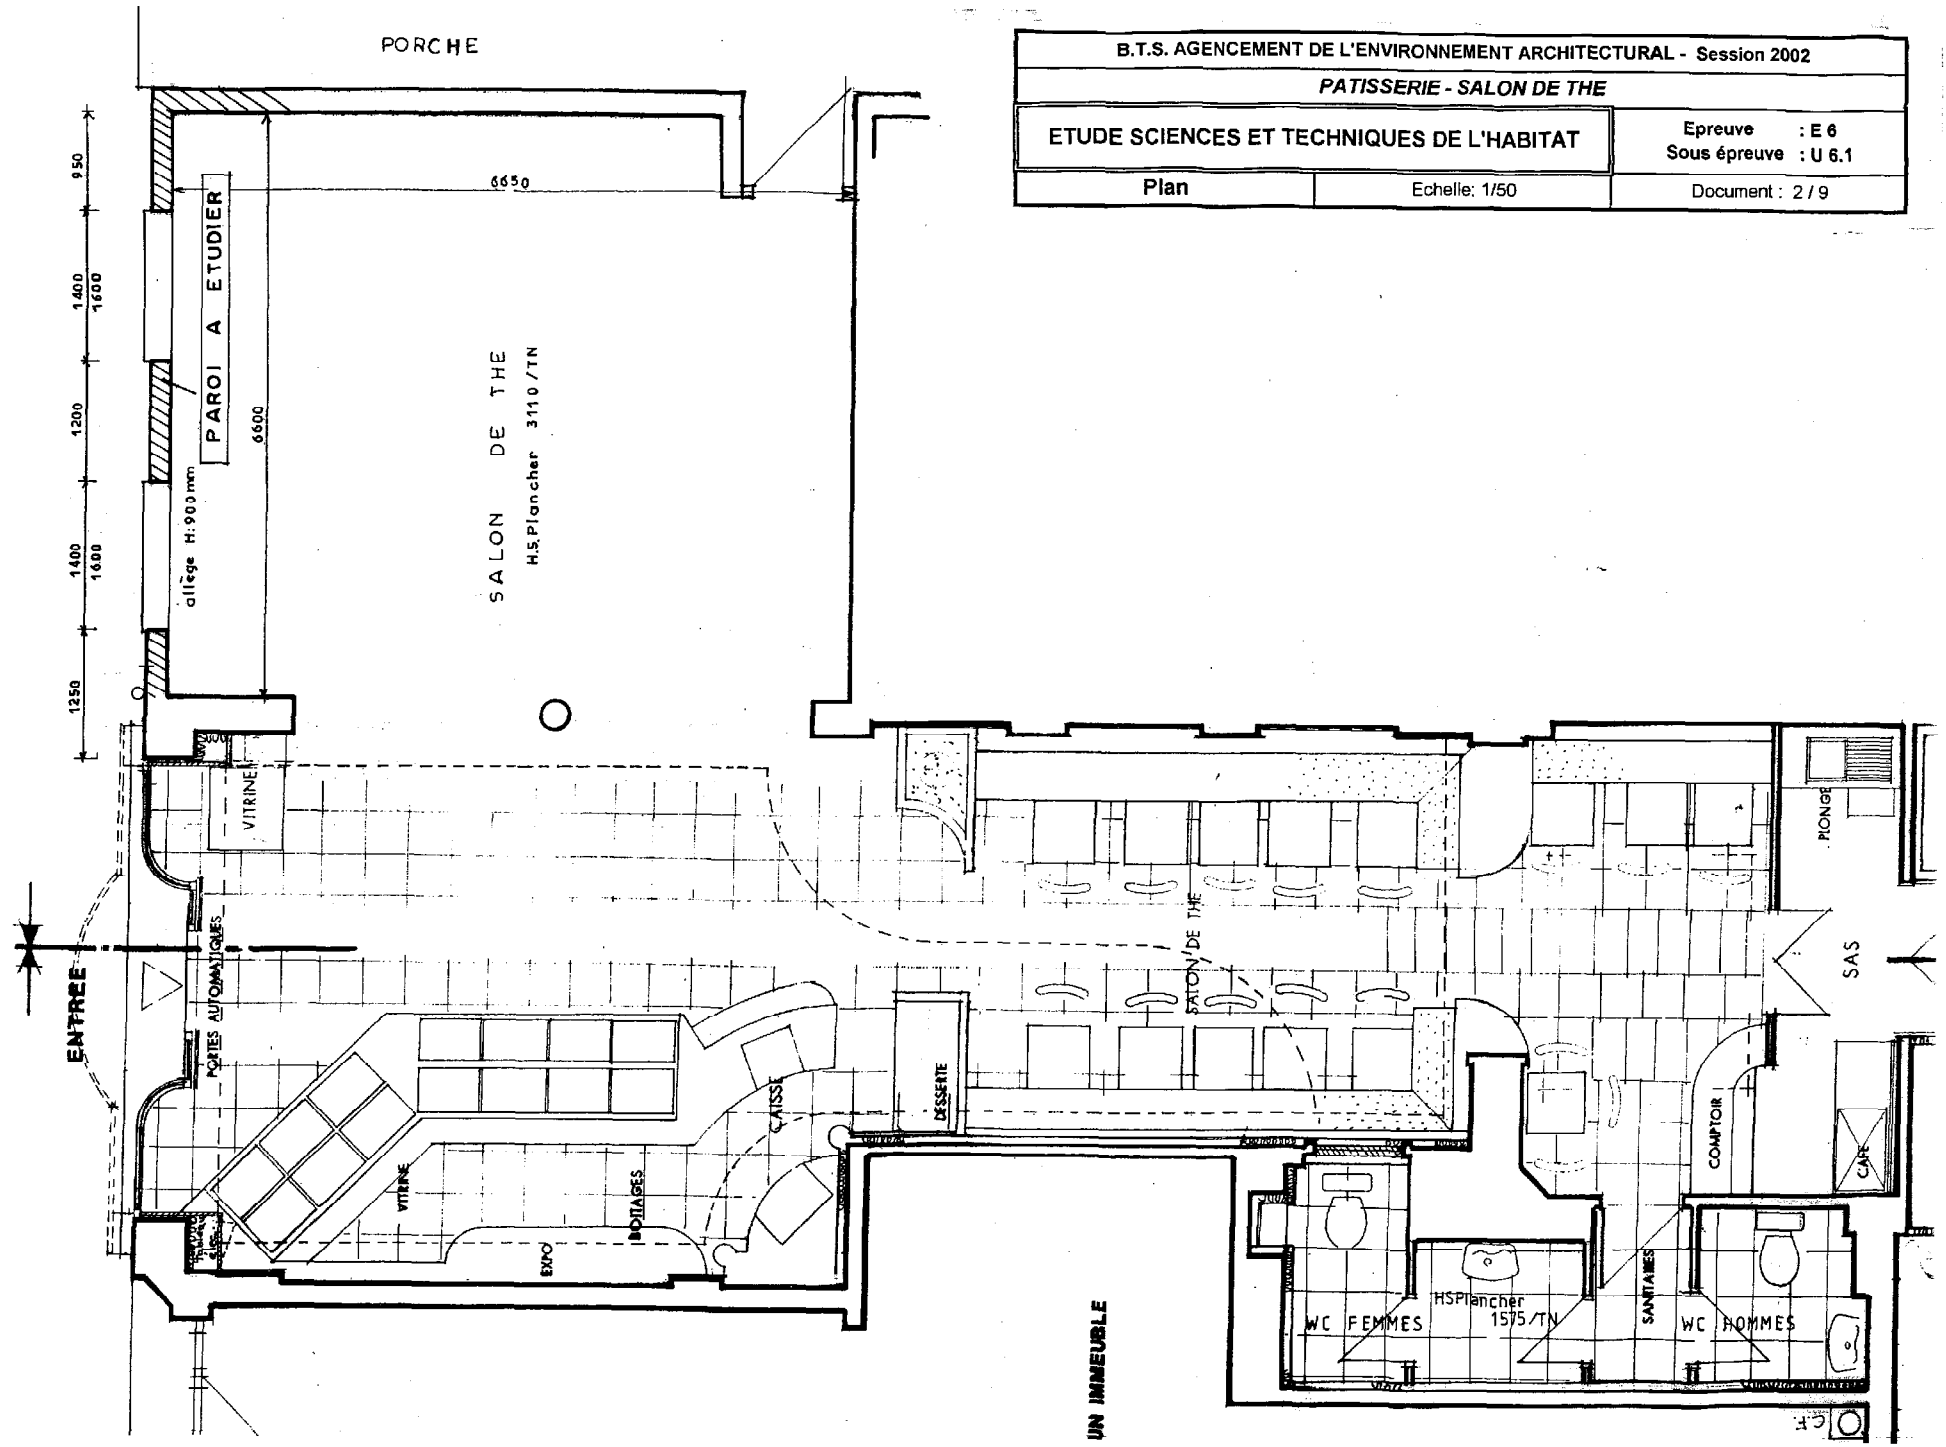 PORCHE
B.T.S. AGENCEMENT DE L'ENVIRONNEMENT ARCHITECTURAL - Session 2002
PATISSERIE - SALON DE THE
ETUDE SCIENCES ET TECHNIQUES DE L'HABITAT
Epreuve : E 6
Sous épreuve : U 6.1
Plan
Echelle: 1/50
Document : 2 / 9
950
6650
1400
1600
PAROI A ETUDIER
1200
6600
allège H:900mm
1400
1600
1250
SALON DE THE
H.S.Plancher 3110/TN
VITRINE
PLONGE
SALON DE THE
SAS
ENTREE
PORTES AUTOMATIQUES
CAISSE
DESSERTE
COMPTOIR
CAFE
VITRINE
BOITAGES
EXPO
WC FEMMES
HSPlancher
1575/TN
SANITAIRES
WC HOMMES
UN IMMEUBLE
C.F.